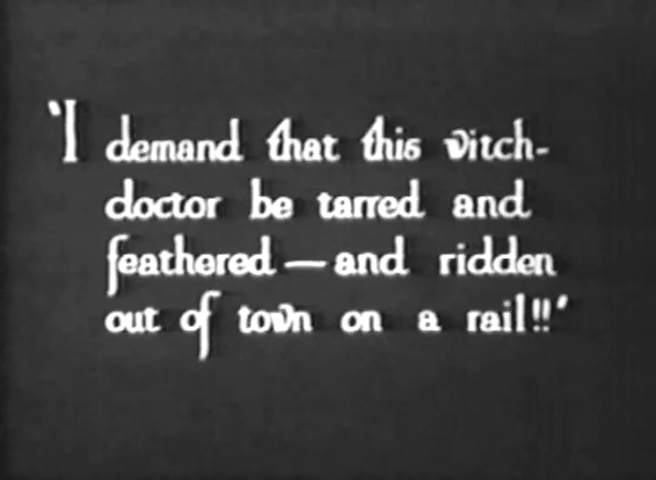 'I demand that this witch-
doctor be tarred and
feathered — and ridden
out of town on a rail!!'